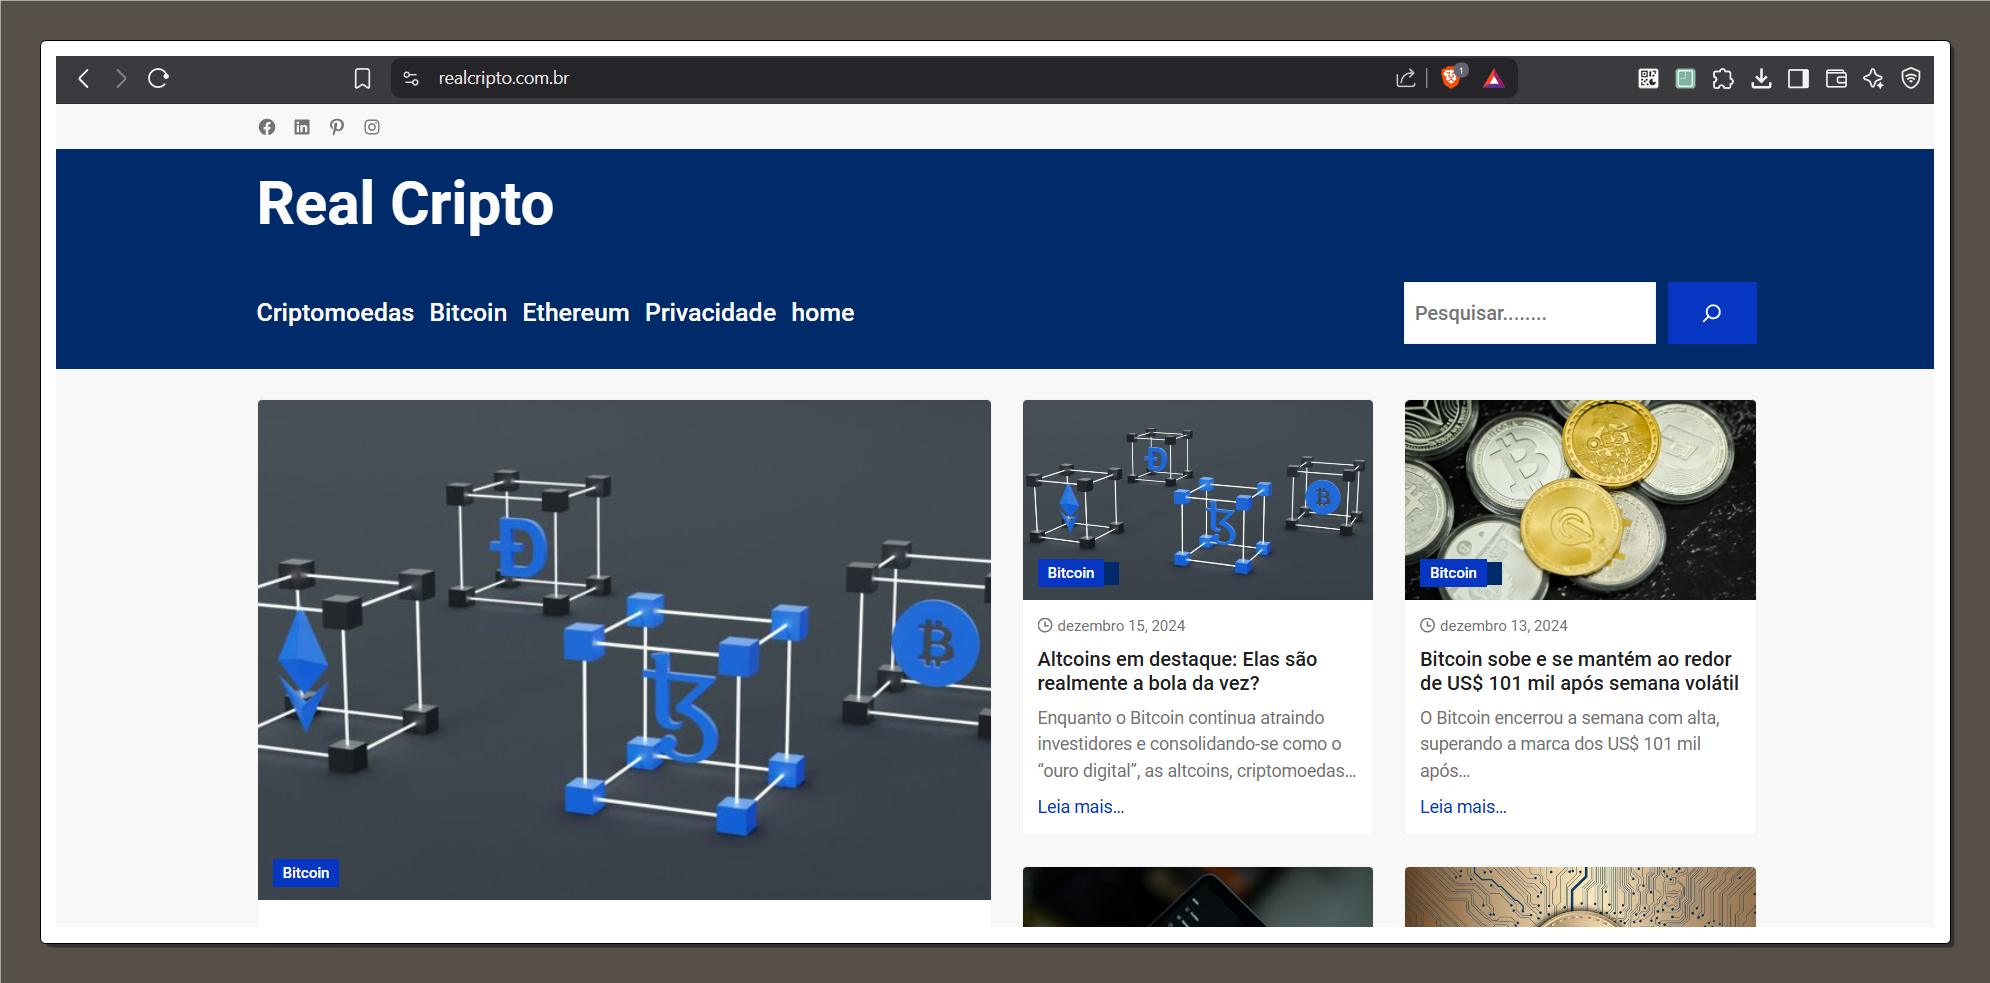 realcripto.com.br
1
Real Cripto
Criptomoedas Bitcoin Ethereum Privacidade home
Pesquisar........
Bitcoin
Bitcoin
dezembro 15, 2024
Altcoins em destaque: Elas são
realmente a bola da vez?
Enquanto o Bitcoin continua atraindo
investidores e consolidando-se como o
“ouro digital”, as altcoins, criptomoedas...
Leia mais...
Bitcoin
dezembro 13, 2024
Bitcoin sobe e se mantém ao redor
de US$ 101 mil após semana volátil
O Bitcoin encerrou a semana com alta,
superando a marca dos US$ 101 mil
após...
Leia mais...